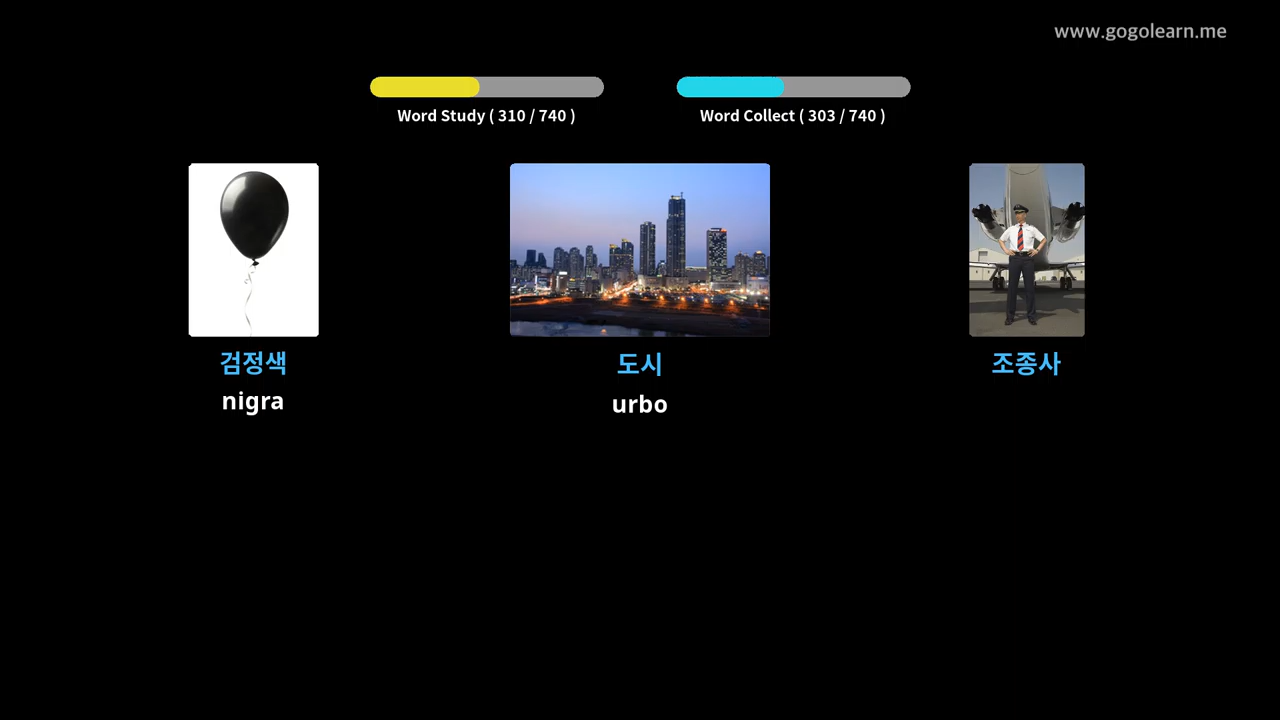 www.gogolearn.me
Word Study ( 310 / 740 )
Word Collect ( 303 / 740 )
검정색
도시
조종사
nigra
urbo